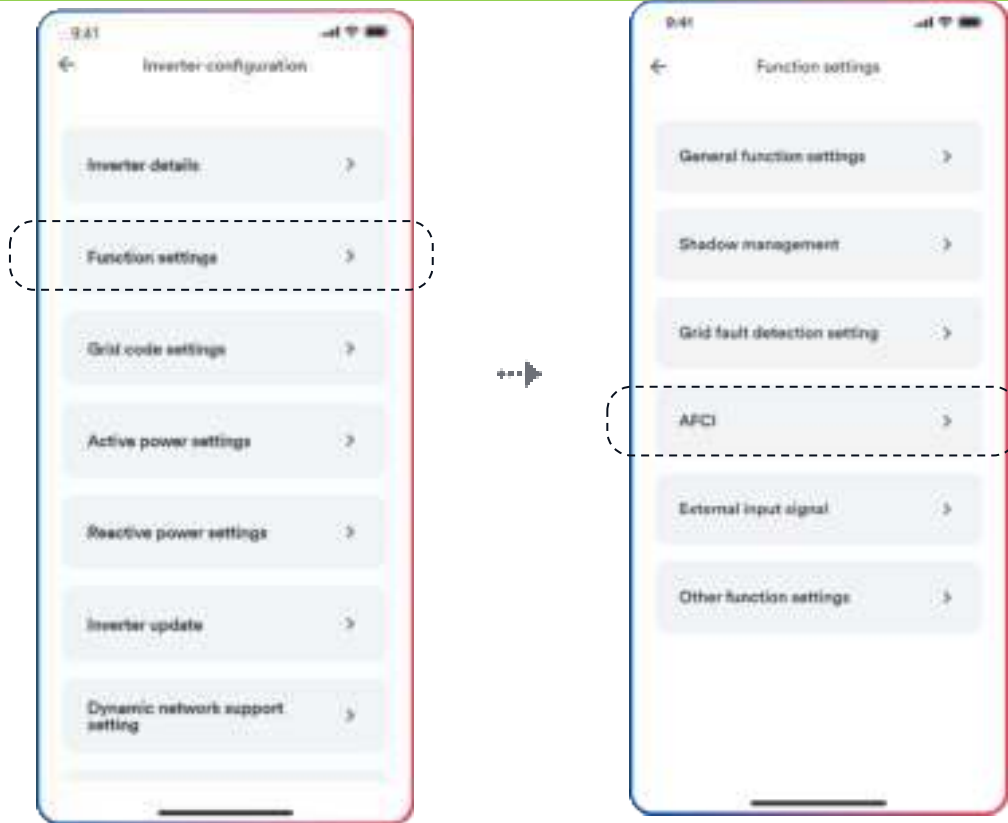 9:41
Inverter configuration
Inverter details
Function settings
Grid code settings
Active power settings
Reactive power settings
Inverter update
Dynamic network support
setting
9:41
Function settings
General function settings
Shadow management
Grid fault detection setting
AFCI
External input signal
Other function settings